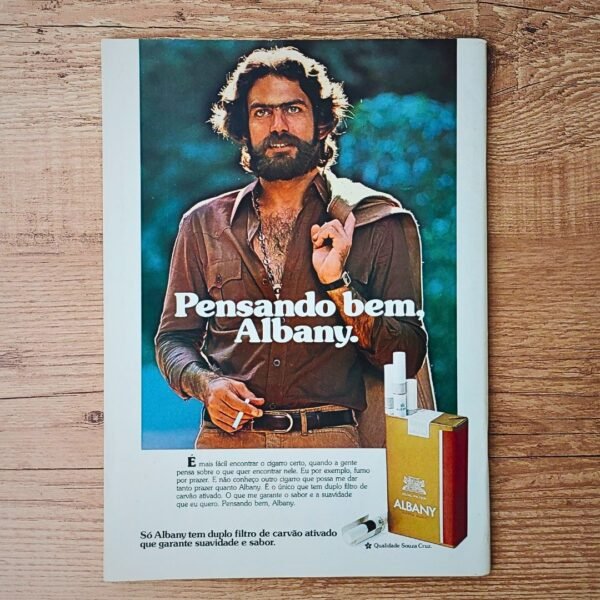 Pensando bem,
Albany.
É mais fácil encontrar o cigarro certo, quando a gente
pensa sobre o que quer encontrar nele. Eu por exemplo, fumo
por prazer. E não conheço outro cigarro que possa me dar
tanto prazer quanto Albany. É o único que tem duplo filtro de
carvão ativado. O que me garante o sabor e a suavidade
que eu quero. Pensando bem, Albany.
ALBANY
Só Albany tem duplo filtro de carvão ativado
que garante suavidade e sabor.
Qualidade Souza Cruz.